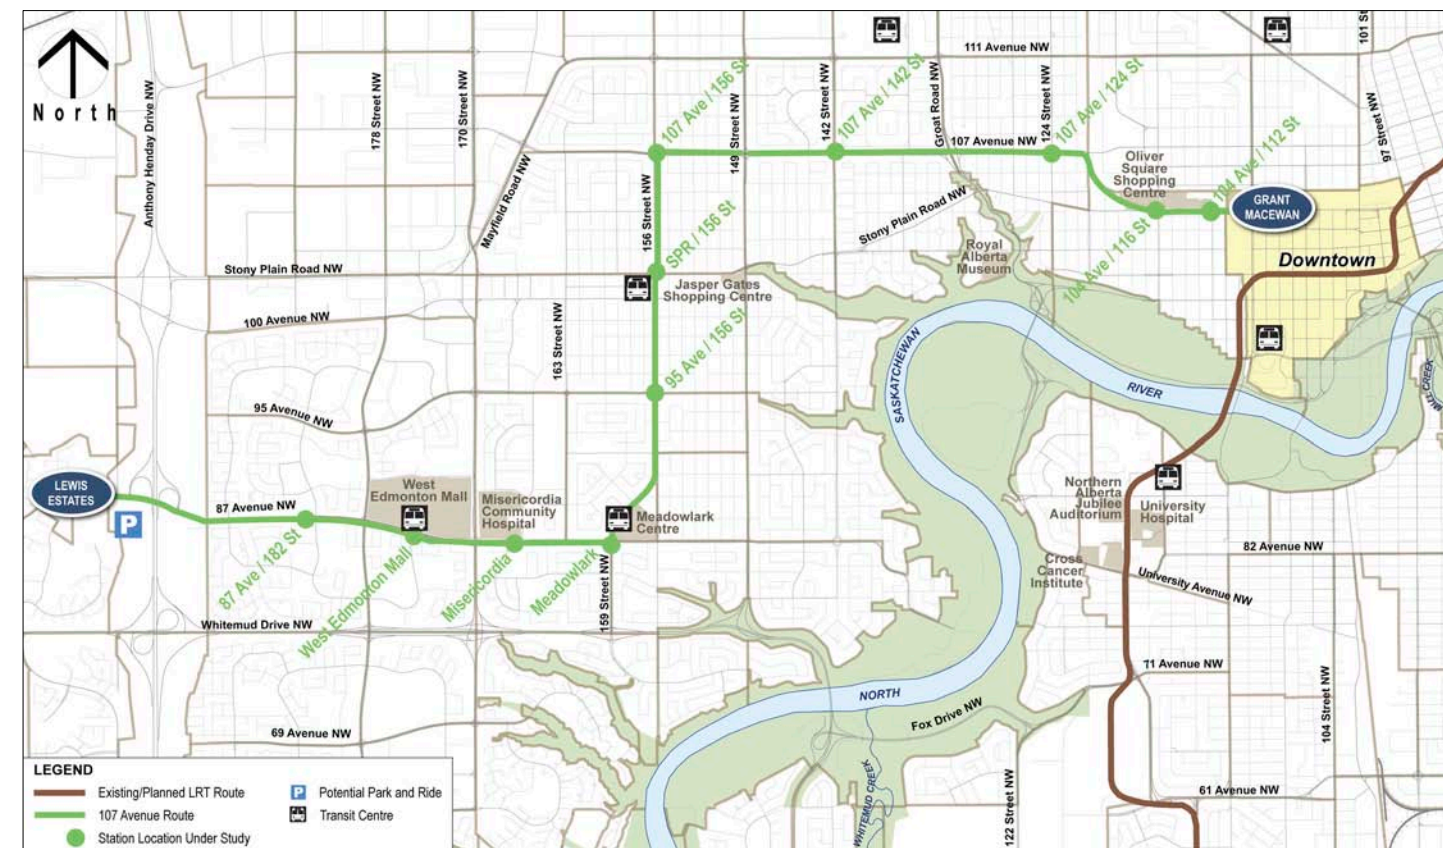 North
111 Avenue NW
101 St
Anthony Henday Drive NW
178 Street NW
170 Street NW
Mayfield Road NW
107 Ave / 156 St
149 Street NW
142 Street NW
107 Ave / 142 St
Groat Road NW
107 Avenue NW
124 Street NW
107 Ave / 124 St
97 Street NW
Oliver
Square
Shopping
Centre
104 Ave / 112 St
GRANT
MACEWAN
156 Street NW
SPR / 156 St
Stony Plain Road NW
Royal
Alberta
Museum
104 Ave / 116 St
Downtown
Stony Plain Road NW
Jasper Gates
Shopping Centre
100 Avenue NW
163 Street NW
95 Ave / 156 St
SASKATCHEWAN
RIVER
MILL CREEK
95 Avenue NW
LEWIS
ESTATES
P
87 Avenue NW
West
Edmonton Mall
Misericordia
Community
Hospital
Meadowlark
Centre
Northern
Alberta
Jubilee
Auditorium
University
Hospital
87 Ave / 182 St
West Edmonton Mall
Misericordia
Meadowlark
159 Street NW
Cross
Cancer
Institute
82 Avenue NW
University Avenue NW
Whitemud Drive NW
71 Avenue NW
NORTH
Fox Drive NW
104 Street NW
69 Avenue NW
WHITEMUD CREEK
122 Street NW
61 Avenue NW
LEGEND
Existing/Planned LRT Route
P Potential Park and Ride
107 Avenue Route
Transit Centre
Station Location Under Study